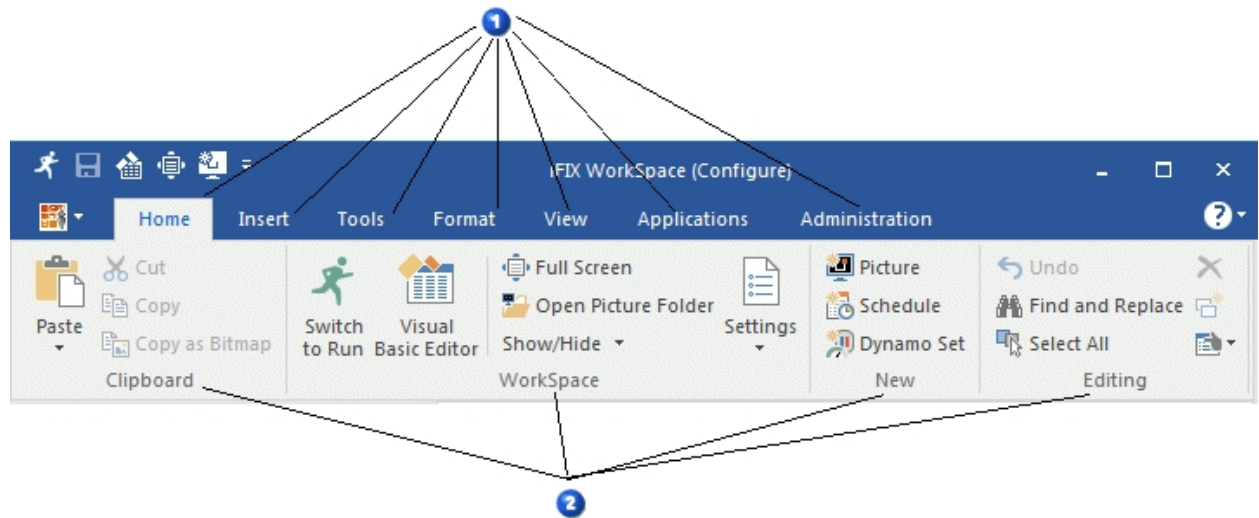 1
iFIX WorkSpace (Configure)
Home Insert Tools Format View Applications Administration ?
Cut Full Screen Picture Undo
Copy Open Picture Folder Schedule Find and Replace
Paste Switch Visual Settings
Copy as Bitmap to Run Basic Editor Show/Hide Dynamo Set Select All
Clipboard WorkSpace New Editing
2